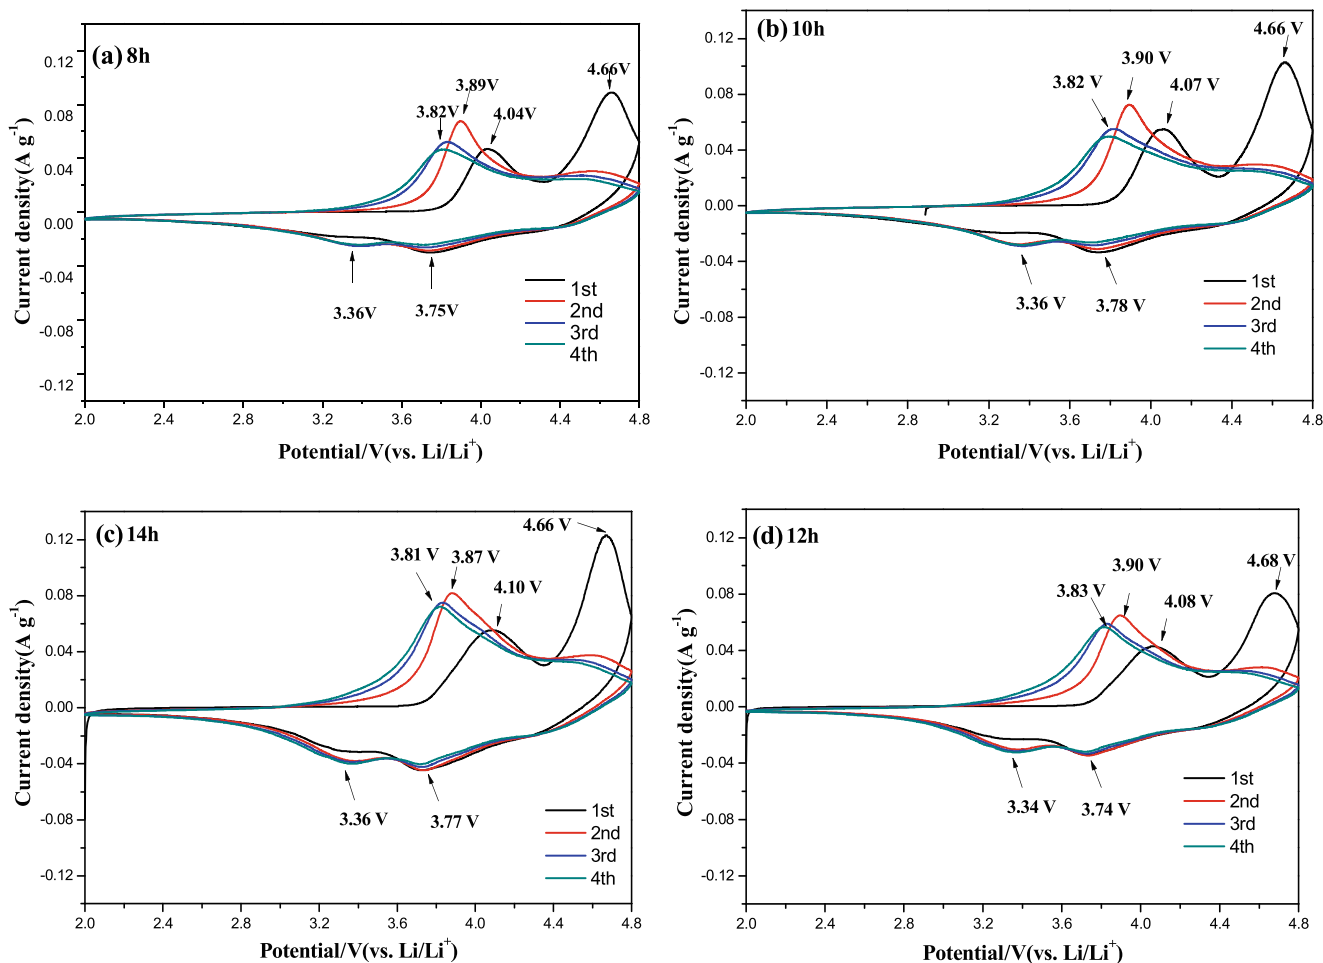 (a) 8h
4.66V
3.89V
3.82V
4.04V
0.12
0.08
0.04
0.00
-0.04
-0.08
-0.12
Current density(A g-1)
3.36V
3.75V
1st
2nd
3rd
4th
2.0 2.4 2.8 3.2 3.6 4.0 4.4 4.8
Potential/V(vs. Li/Li+)
(b) 10h
4.66 V
3.90 V
3.82 V
4.07 V
0.12
0.08
0.04
0.00
-0.04
-0.08
-0.12
Current density(A g-1)
3.36 V
3.78 V
1st
2nd
3rd
4th
2.0 2.4 2.8 3.2 3.6 4.0 4.4 4.8
Potential/V(vs. Li/Li+)
(c) 14h
4.66 V
3.81 V
3.87 V
4.10 V
0.12
0.08
0.04
0.00
-0.04
-0.08
-0.12
Current density(A g-1)
3.36 V
3.77 V
1st
2nd
3rd
4th
2.0 2.4 2.8 3.2 3.6 4.0 4.4 4.8
Potential/V(vs. Li/Li+)
(d) 12h
4.68 V
3.90 V
3.83 V
4.08 V
0.12
0.08
0.04
0.00
-0.04
-0.08
-0.12
Current density(A g-1)
3.34 V
3.74 V
1st
2nd
3rd
4th
2.0 2.4 2.8 3.2 3.6 4.0 4.4 4.8
Potential/V(vs. Li/Li+)